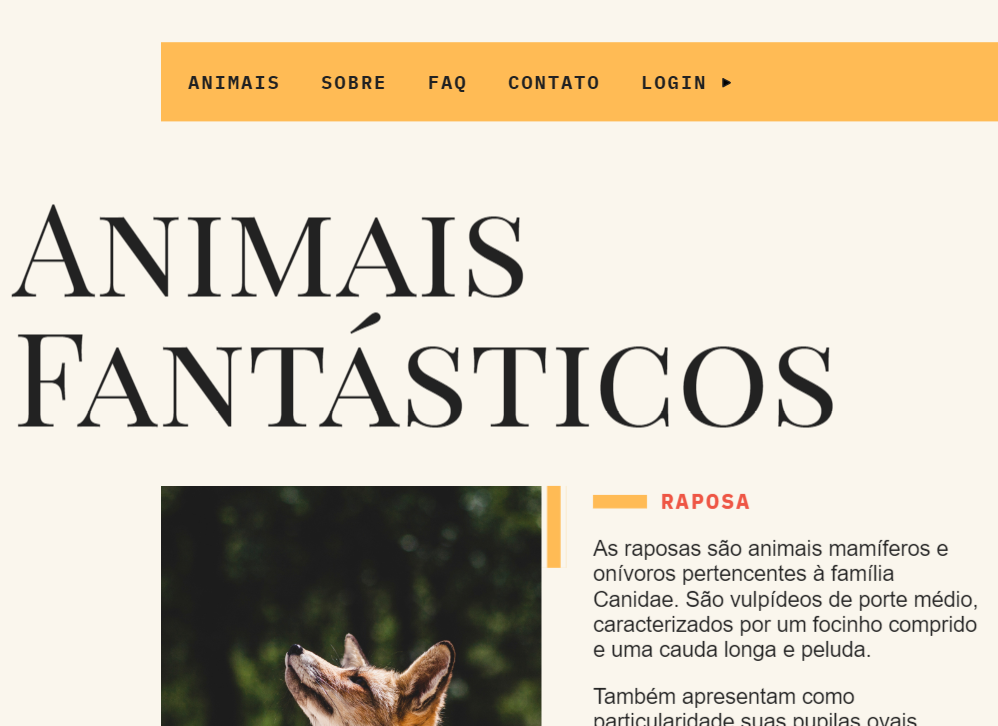 ANIMAIS SOBRE FAQ CONTATO LOGIN ▸
ANIMAIS
FANTÁSTICOS
RAPOSA
As raposas são animais mamíferos e
onívoros pertencentes à família
Canidae. São vulpídeos de porte médio,
caracterizados por um focinho comprido
e uma cauda longa e peluda.
Também apresentam como
particularidade suas pupilas ovais